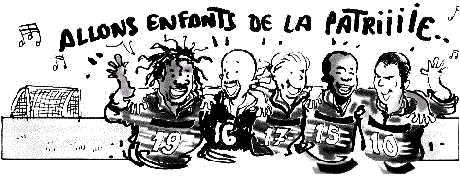 ALLONS ENFANTS DE LA PATRIIIIE..
19 16 17 15 10